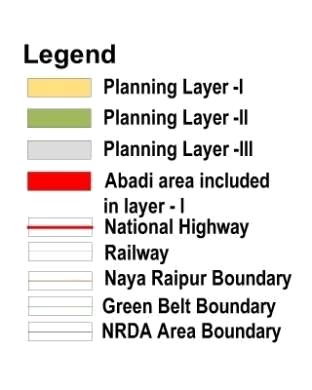 Legend
Planning Layer -I
Planning Layer -II
Planning Layer -III
Abadi area included
in layer - I
National Highway
Railway
Naya Raipur Boundary
Green Belt Boundary
NRDA Area Boundary